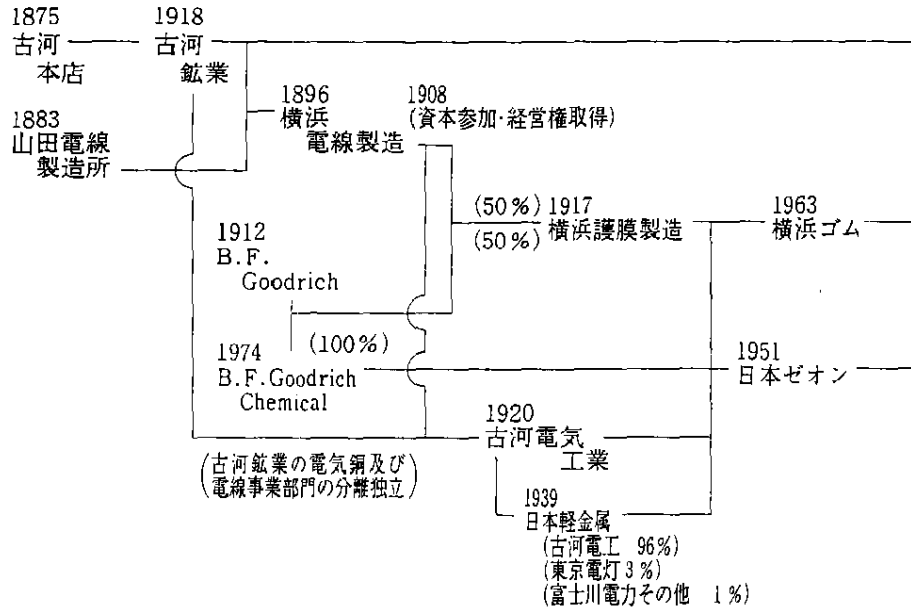 1875
古河
本店
1918
古河
鉱業
1883
山田電線
製造所
1896
横浜
電線製造
1908
(資本参加・経営権取得)
1912
B.F.
Goodrich
(50%)
(50%)
1917
横浜護膜製造
1963
横浜ゴム
(100%)
1974
B.F.Goodrich
Chemical
1951
日本ゼオン
1920
古河電気
工業
(古河鉱業の電気銅及び
電線事業部門の分離独立)
1939
日本軽金属
(古河電工 96%)
(東京電灯3%)
(富士川電力その他 1%)